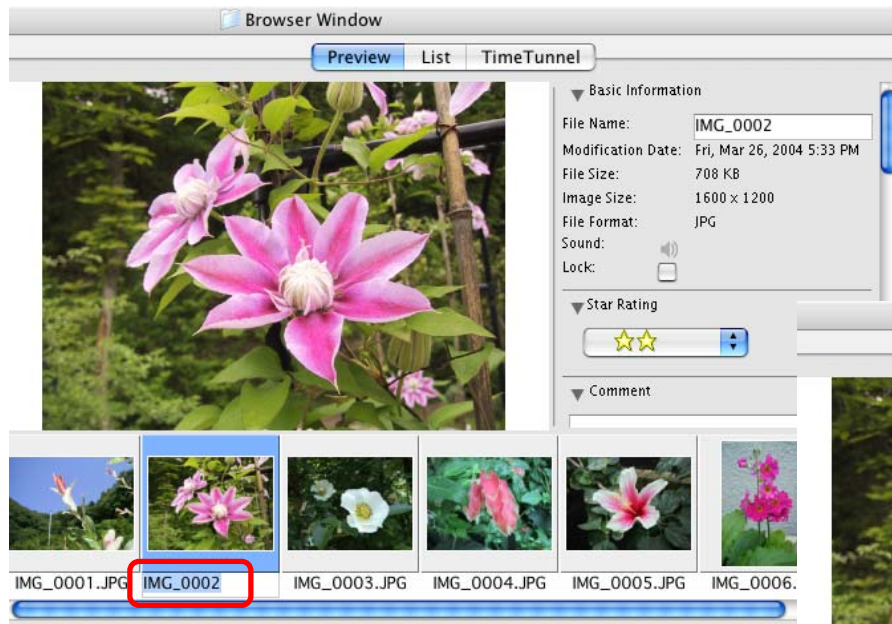 Browser Window
Preview List TimeTunnel
Basic Information
File Name: IMG_0002
Modification Date: Fri, Mar 26, 2004 5:33 PM
File Size: 708 KB
Image Size: 1600 x 1200
File Format: JPG
Sound:
Lock:
Star Rating
Comment
IMG_0001.JPG IMG_0002 IMG_0003.JPG IMG_0004.JPG IMG_0005.JPG IMG_0006.